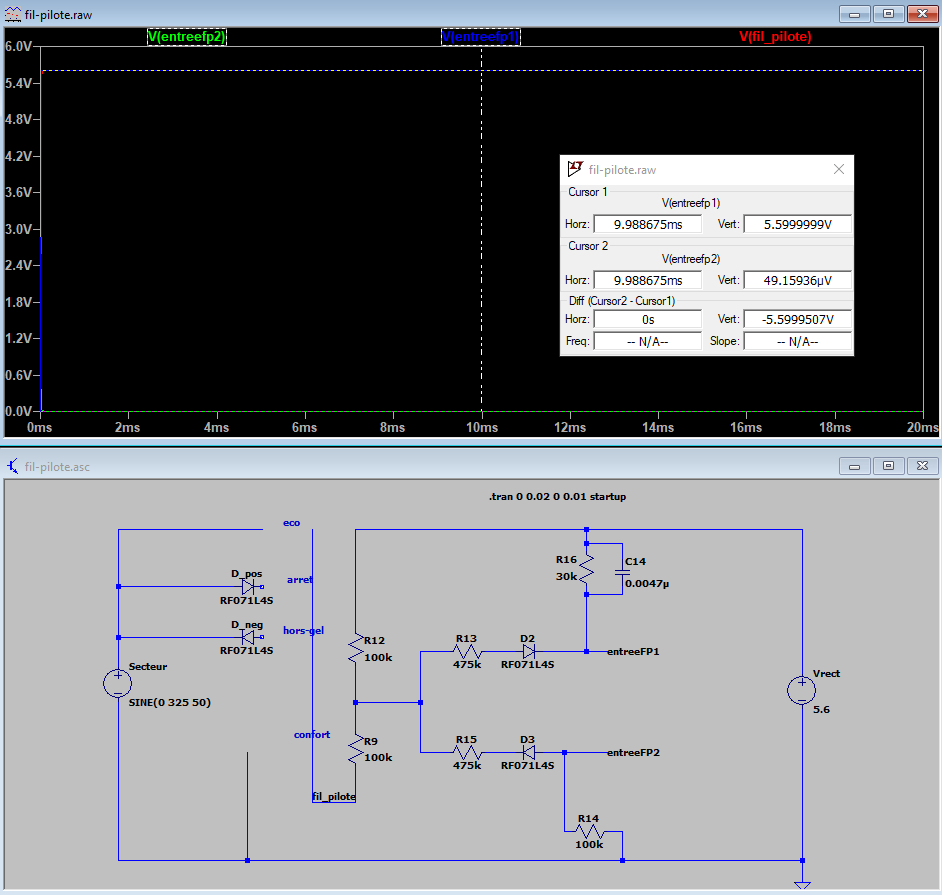 fil-pilote.raw
V(entreefp2) V(entreefp1) V(fil_pilote)
6.0V
5.4V
4.8V
4.2V
3.6V
3.0V
2.4V
1.8V
1.2V
0.6V
0.0V
0ms 2ms 4ms 6ms 8ms 10ms 12ms 14ms 16ms 18ms 20ms
fil-pilote.raw
Cursor 1
V(entreefp1)
Horz: 9.988675ms Vert: 5.5999999V
Cursor 2
V(entreefp2)
Horz: 9.988675ms Vert: 49.15936µV
Diff (Cursor2 - Cursor1)
Horz: 0s Vert: -5.5999507V
Freq: -- N/A-- Slope: -- N/A--
fil-pilote.asc
.tran 0 0.02 0 0.01 startup
eco
R16
30k
C14
0.0047µ
D_pos
RF071L4S
arret
D_neg
RF071L4S
hors-gel
R12
100k
R13
475k
D2
RF071L4S
entreeFP1
Secteur
SINE(0 325 50)
Vrect
5.6
confort
R9
100k
R15
475k
D3
RF071L4S
entreeFP2
fil_pilote
R14
100k